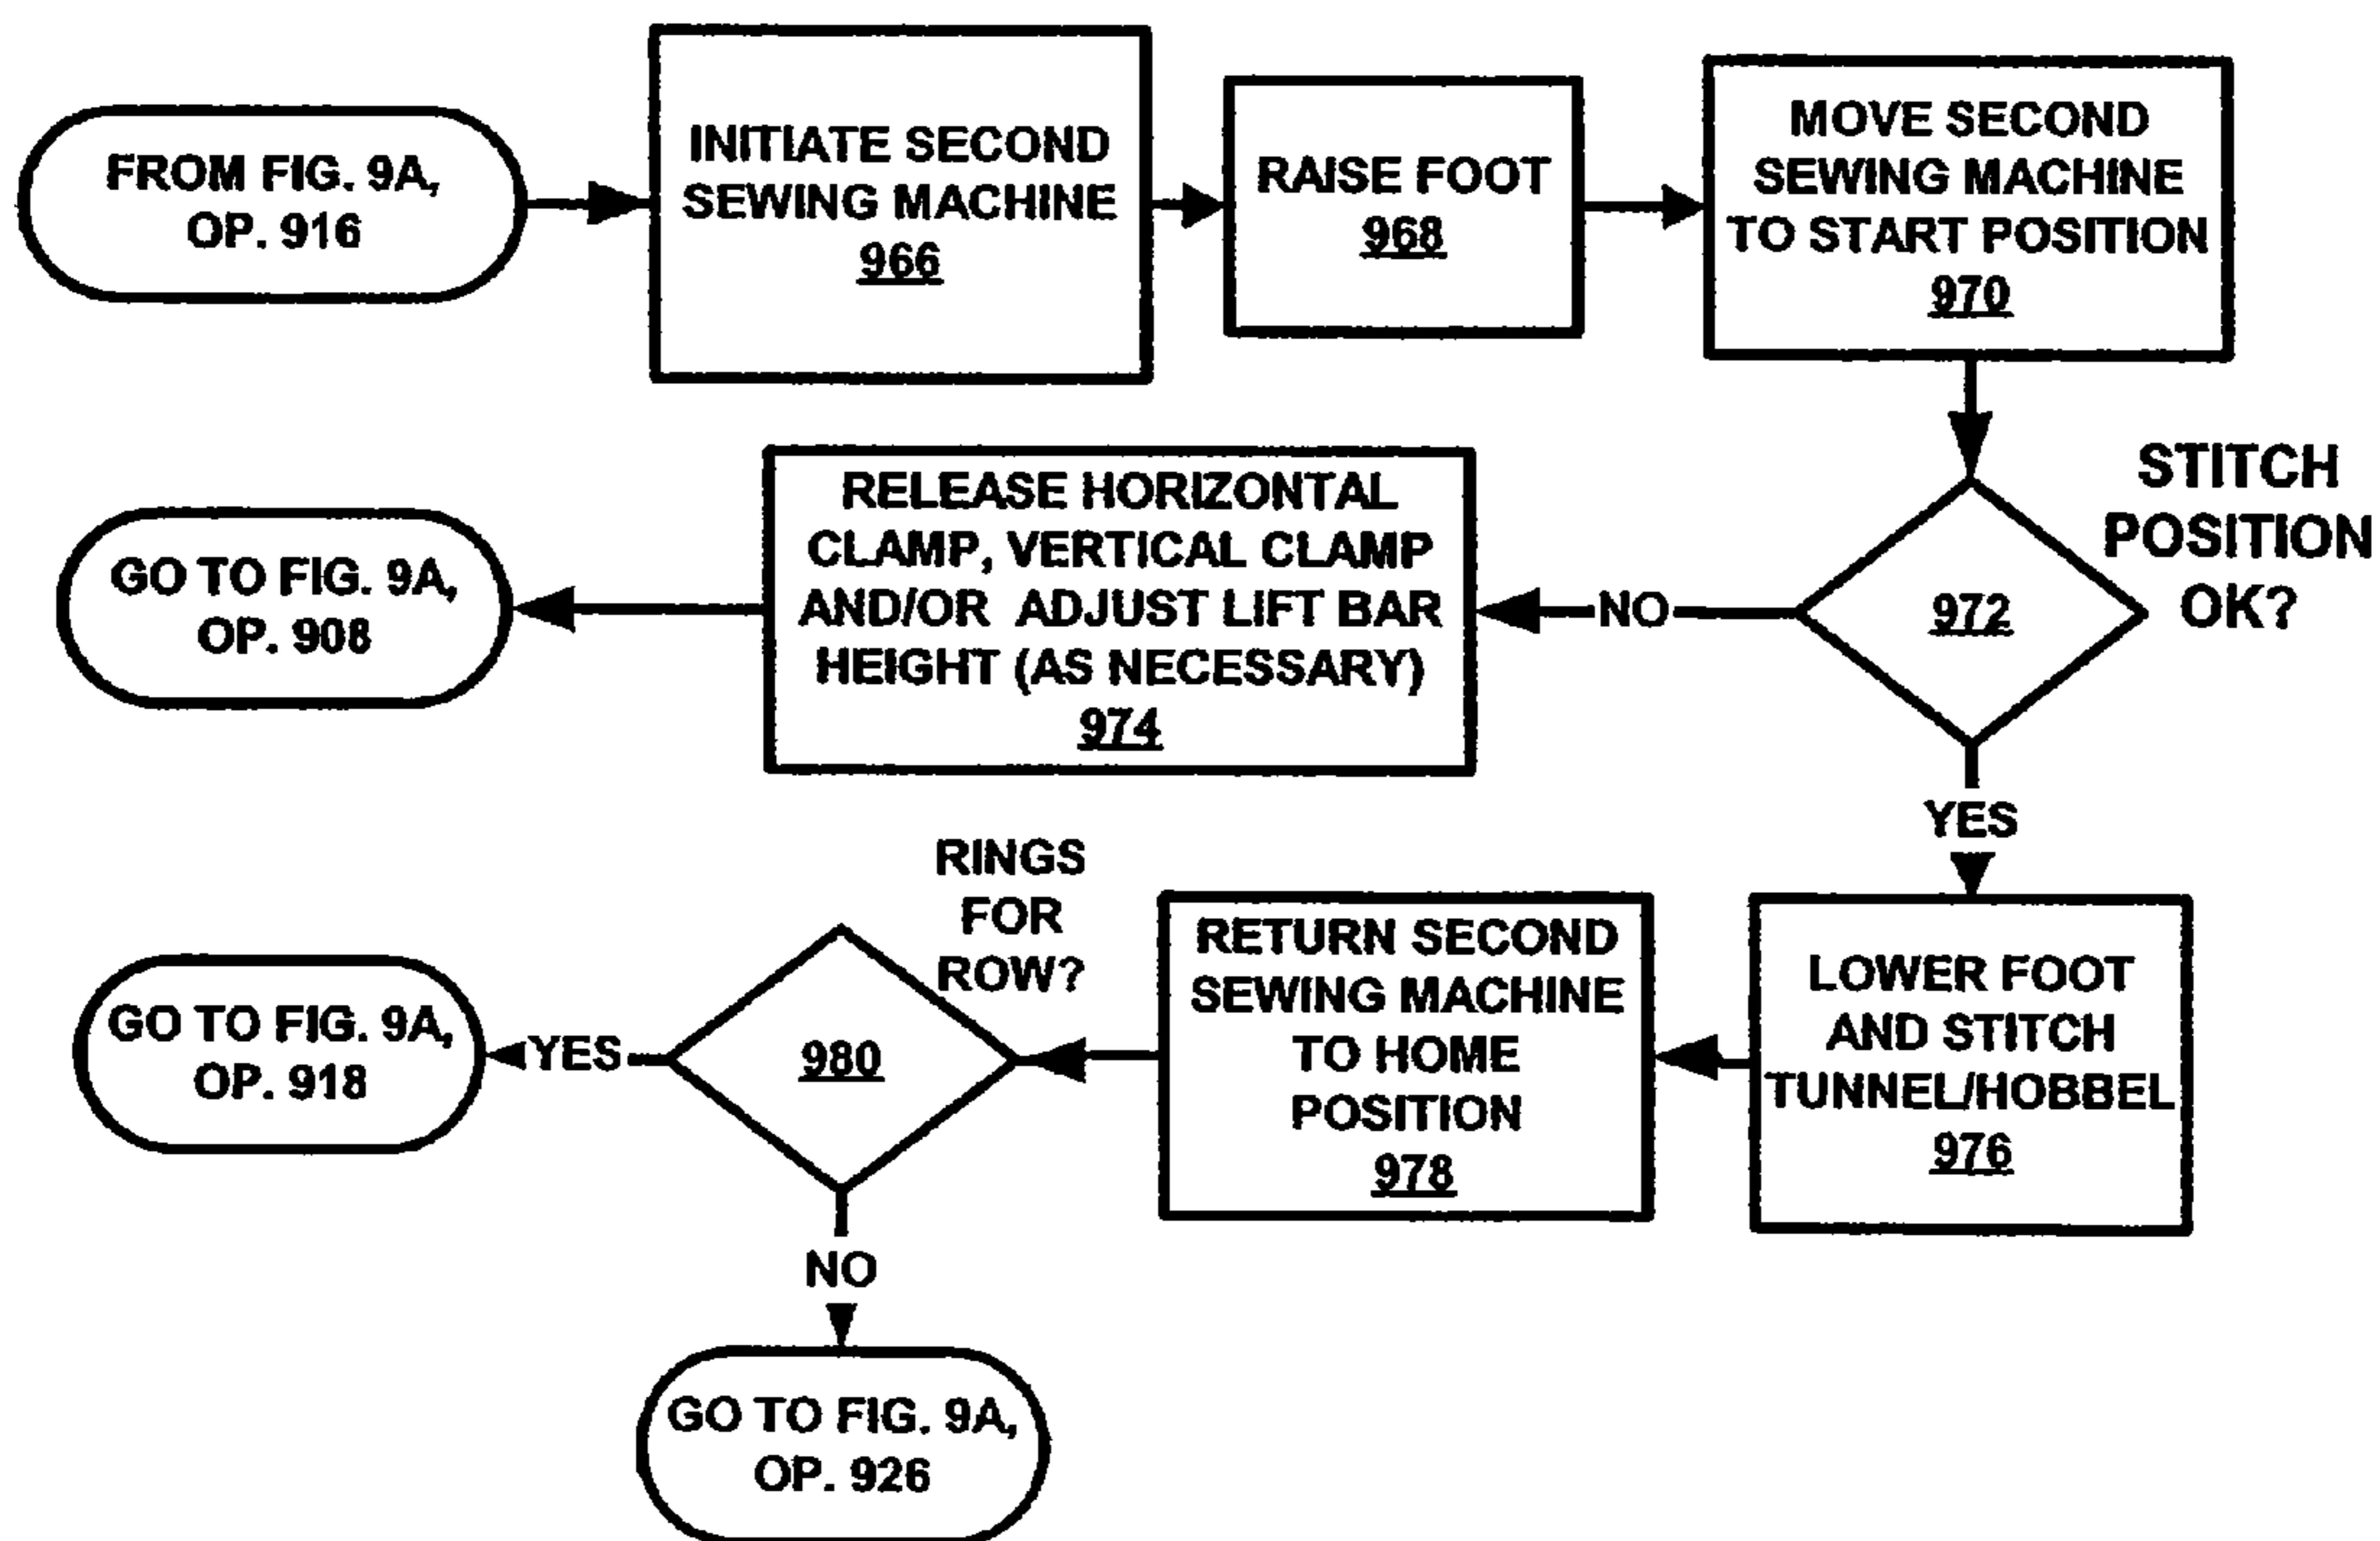 FROM FIG. 9A,
OP. 916
INITIATE SECOND
SEWING MACHINE
966
RAISE FOOT
968
MOVE SECOND
SEWING MACHINE
TO START POSITION
970
STITCH
POSITION
OK?
972
NO
RELEASE HORIZONTAL
CLAMP, VERTICAL CLAMP
AND/OR ADJUST LIFT BAR
HEIGHT (AS NECESSARY)
974
GO TO FIG. 9A,
OP. 908
YES
LOWER FOOT
AND STITCH
TUNNEL/HOBBEL
976
RETURN SECOND
SEWING MACHINE
TO HOME
POSITION
978
RINGS
FOR
ROW?
980
YES
GO TO FIG. 9A,
OP. 918
NO
GO TO FIG. 9A,
OP. 926